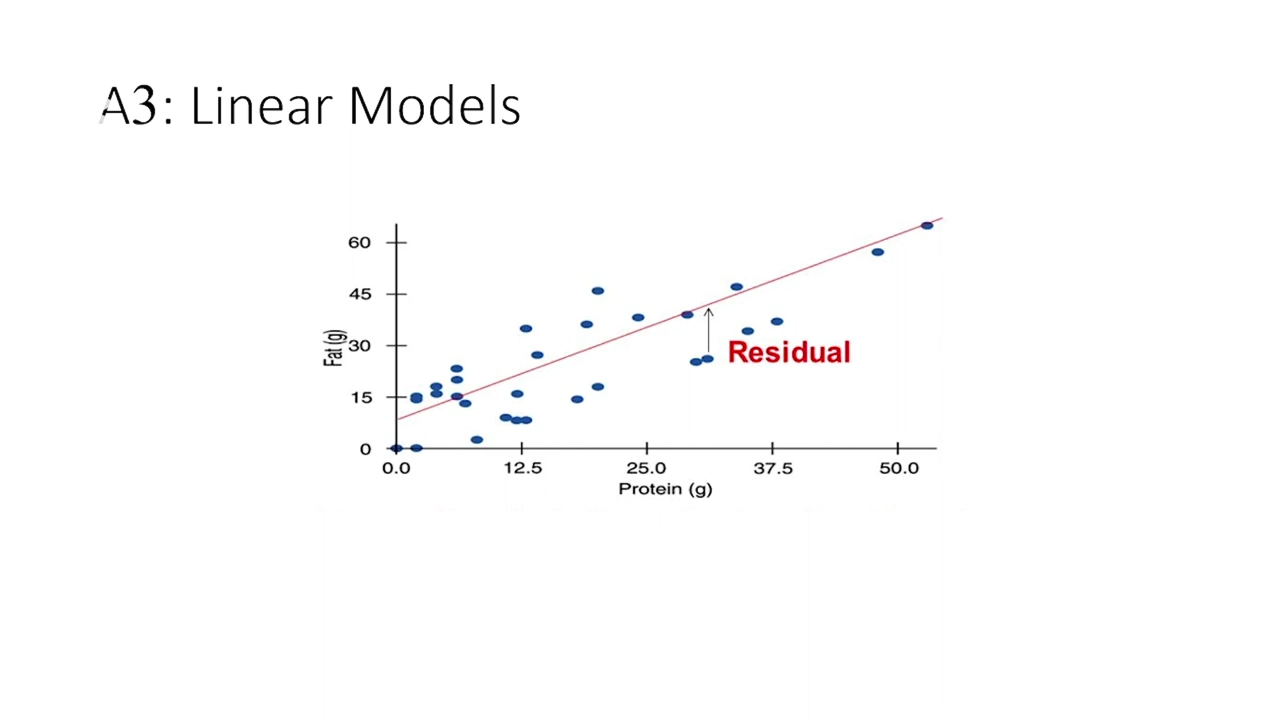 A3: Linear Models
60
45
30
15
0
Fat (g)
Residual
0.0 12.5 25.0 37.5 50.0
Protein (g)